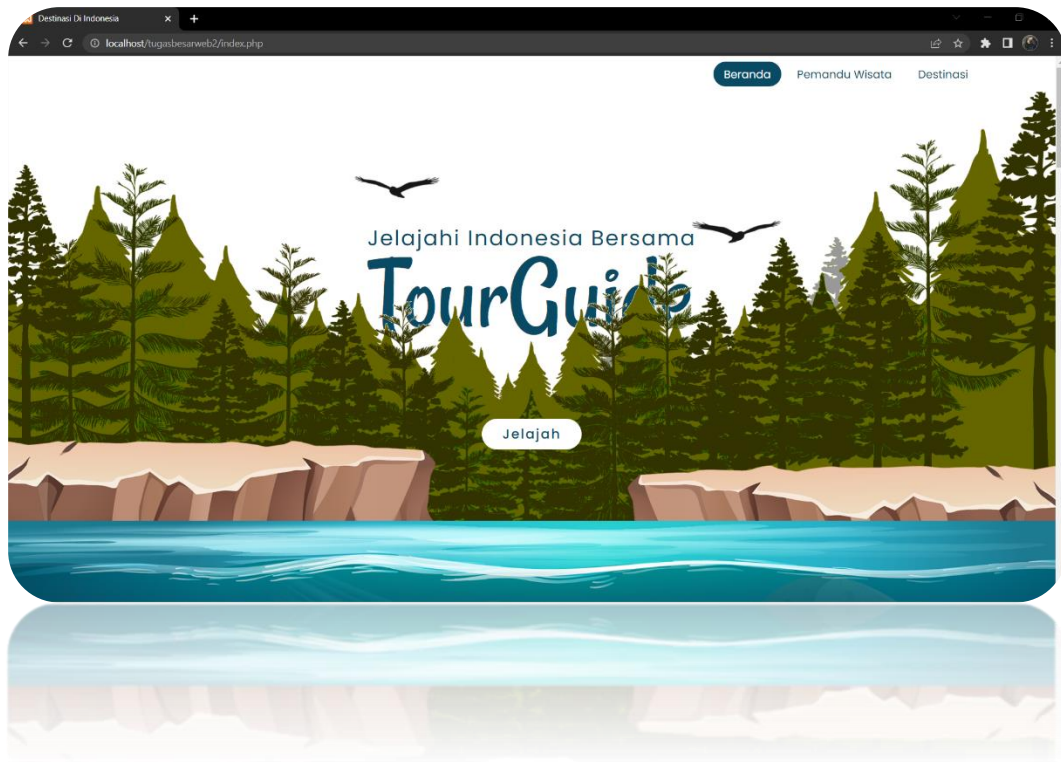 Destinasi Di Indonesia
localhost/tugasbesarweb2/index.php
Beranda Pemandu Wisata Destinasi
Jelajahi Indonesia Bersama
TourGuide
Jelajah